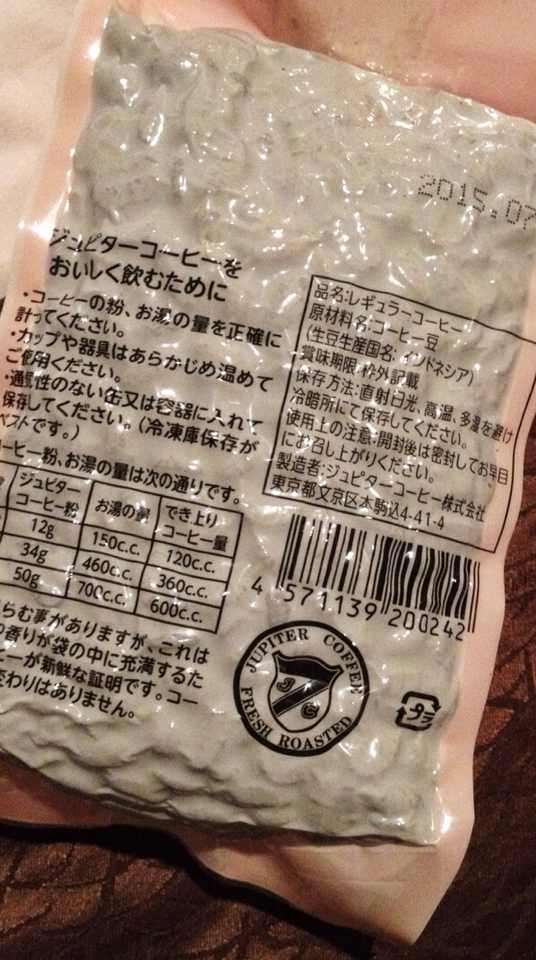 2015.07
ジュピターコーヒーを
おいしく飲むために
・コーヒーの粉、お湯の量を正確に
計ってください。
・カップや器具はあらかじめ温めて
ご使用ください。
・通気性のない缶又は容器に入れて
保存してください。(冷凍庫保存が
ベストです。)
コーヒー粉、お湯の量は次の通りです。
ジュピター
コーヒー粉
お湯の量
でき上り
コーヒー量
12g 150c.c. 120c.c.
34g 460c.c. 360c.c.
50g 700c.c. 600c.c.
らむ事がありますが、これは
香りが袋の中に充満するた
ーが新鮮な証明です。コー
変わりはありません。
品名:レギュラーコーヒー
原材料名:コーヒー豆
(生豆生産国名:インドネシア)
賞味期限:枠外記載
保存方法:直射日光、高温、多湿を避け
冷暗所にて保存してください。
使用上の注意:開封後は密封してお早目
にお召し上がりください。
製造者:ジュピターコーヒー株式会社
東京都文京区本駒込4-41-4
4 571139 200242
JUPITER COFFEE
JC
FRESH ROASTED
プラ